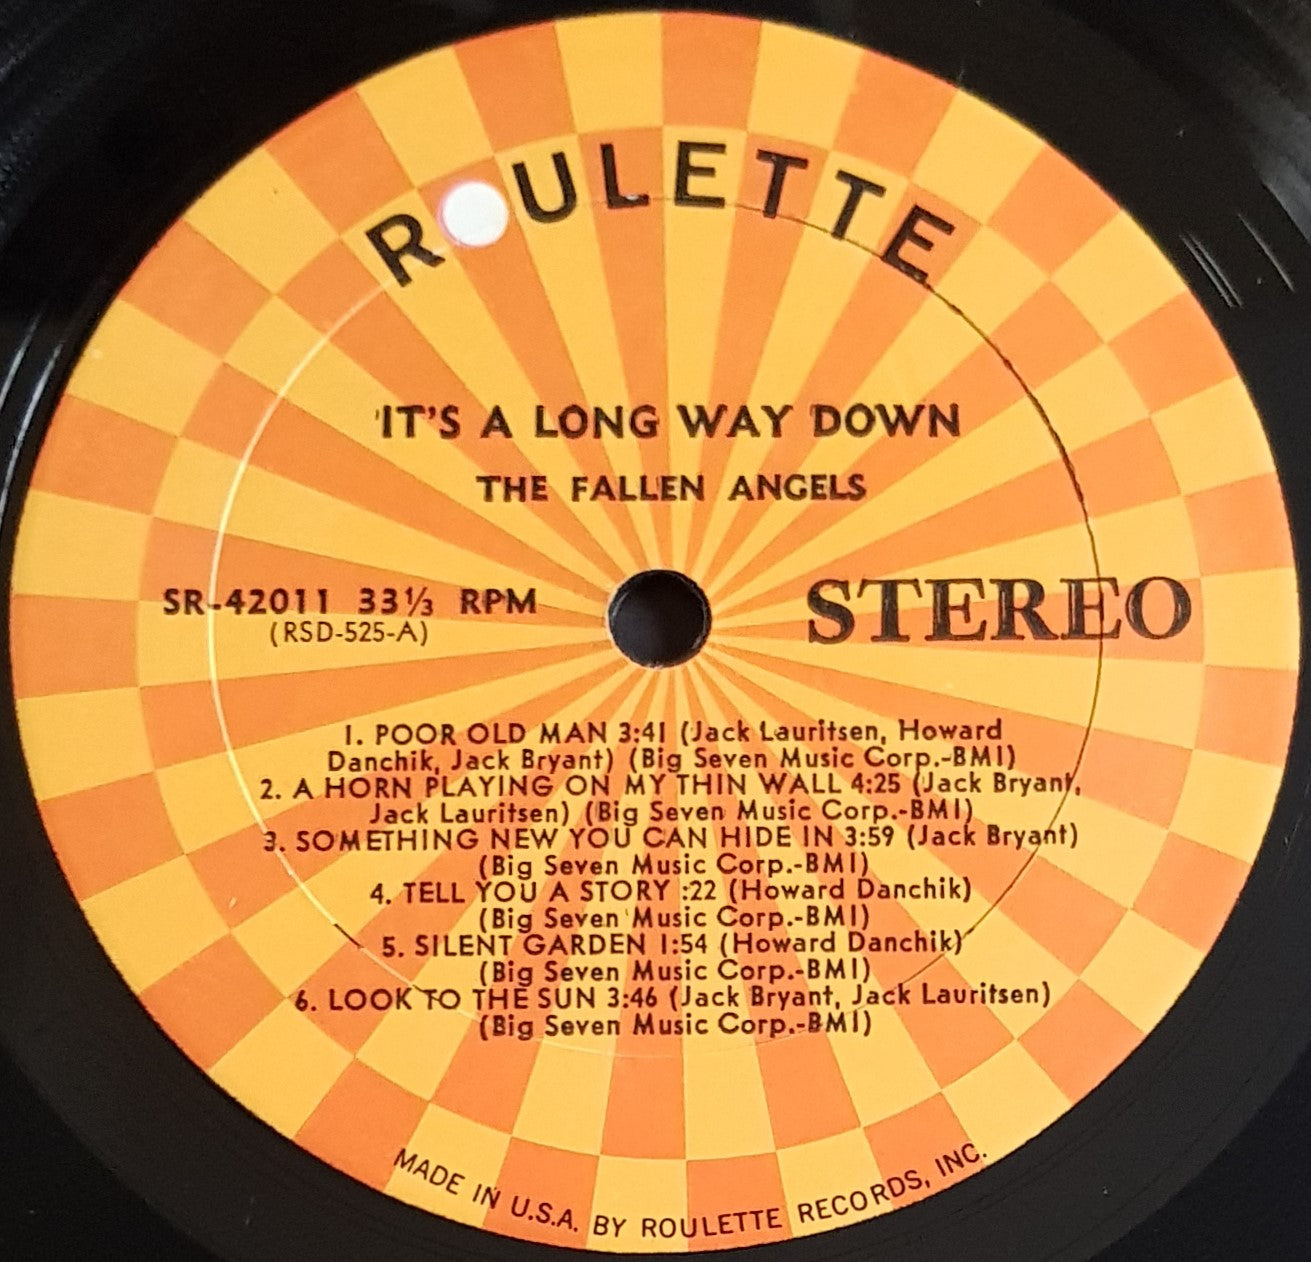 ROULETTE
IT'S A LONG WAY DOWN
THE FALLEN ANGELS
SR-42011 33⅓ RPM
(RSD-525-A)
STEREO
1. POOR OLD MAN 3:41 (Jack Lauritsen, Howard
Danchik, Jack Bryant) (Big Seven Music Corp.-BMI)
2. A HORN PLAYING ON MY THIN WALL 4:25 (Jack Bryant,
Jack Lauritsen) (Big Seven Music Corp.-BMI)
3. SOMETHING NEW YOU CAN HIDE IN 3:59 (Jack Bryant)
(Big Seven Music Corp.-BMI)
4. TELL YOU A STORY :22 (Howard Danchik)
(Big Seven Music Corp.-BMI)
5. SILENT GARDEN 1:54 (Howard Danchik)
(Big Seven Music Corp.-BMI)
6. LOOK TO THE SUN 3:46 (Jack Bryant, Jack Lauritsen)
(Big Seven Music Corp.-BMI)
MADE IN U.S.A. BY ROULETTE RECORDS, INC.